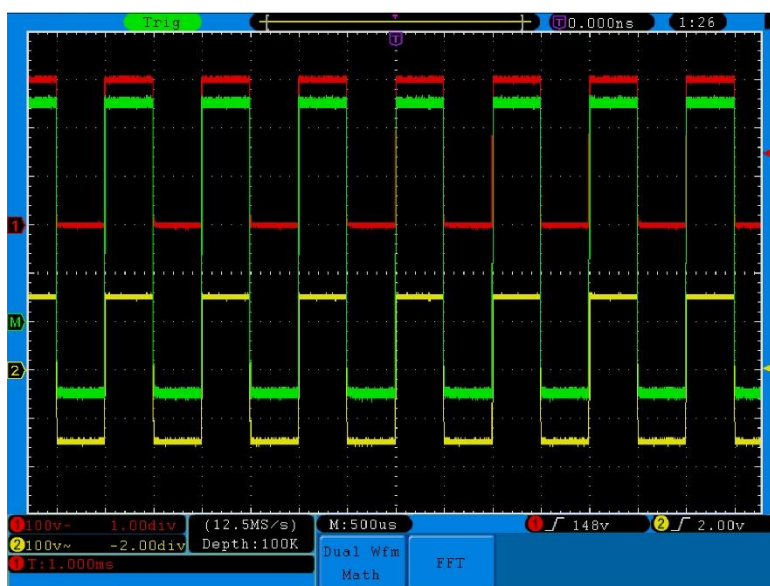 Trig T T 0.000ns 1:26
T
1
M
2
1 100v- 1.00div (12.5MS/s) M:500us 1 148v 2 2.00v
2 100v~ -2.00div Depth:100K
1 T:1.000ms
Dual Wfm
Math
FFT